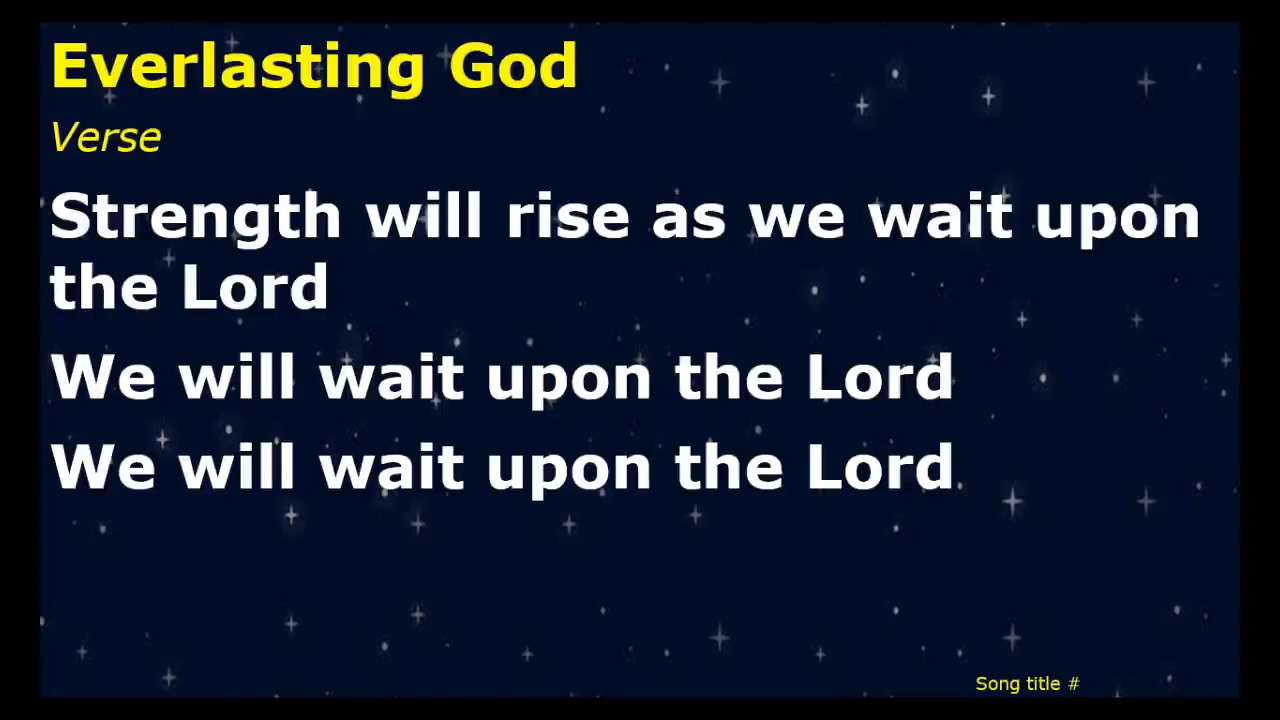 Everlasting God
Verse
Strength will rise as we wait upon
the Lord
We will wait upon the Lord
We will wait upon the Lord
Song title #